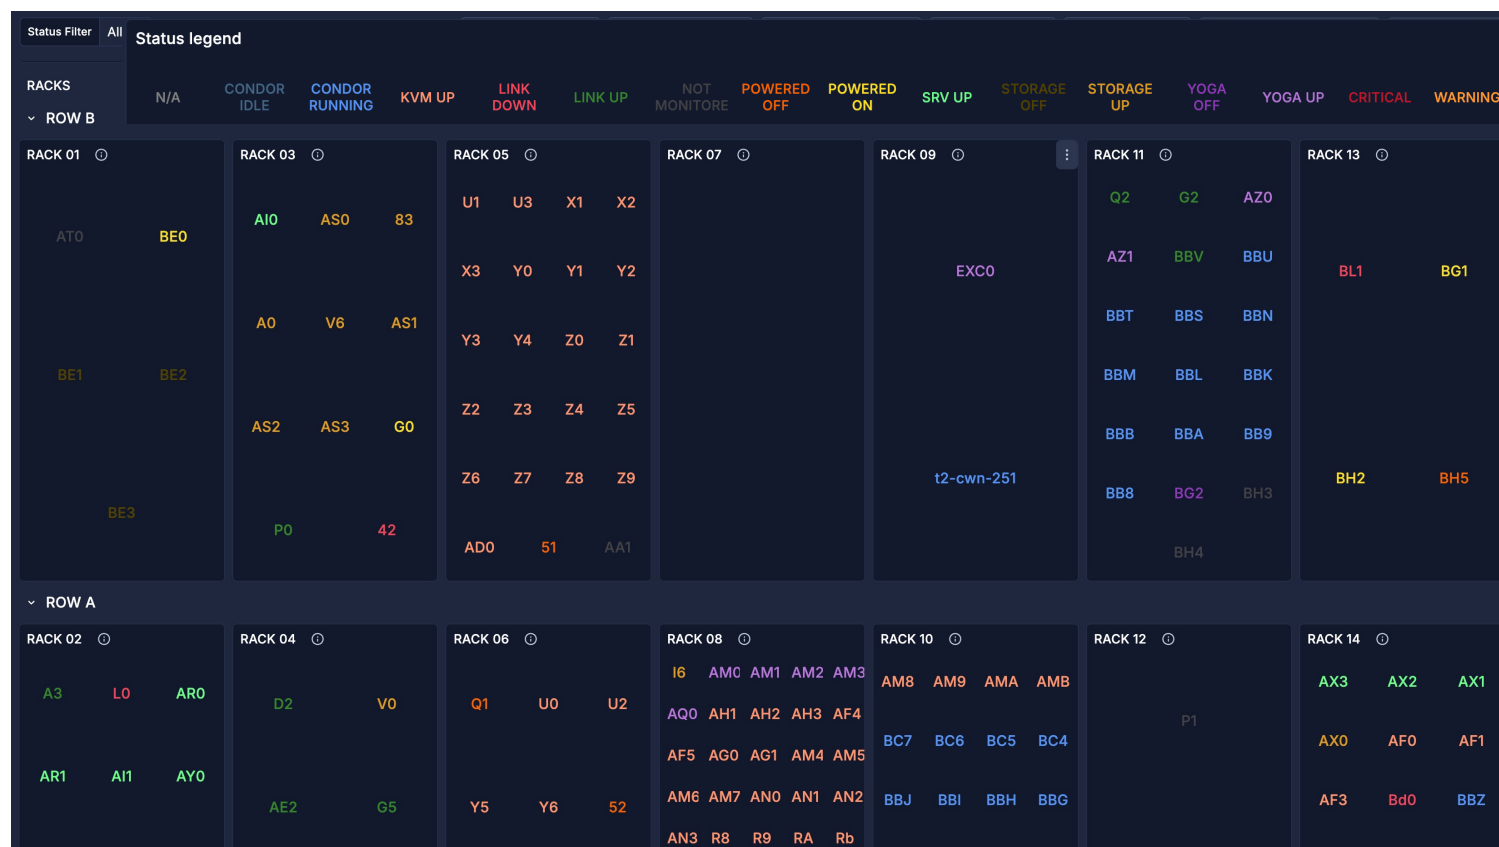 Status Filter All
Status legend
N/A CONDOR IDLE CONDOR RUNNING KVM UP LINK DOWN LINK UP NOT MONITORE POWERED OFF POWERED ON SRV UP STORAGE OFF STORAGE UP YOGA OFF YOGA UP CRITICAL WARNING
RACKS
ROW B
RACK 01
AT0 BE0
BE1 BE2
BE3
RACK 03
AI0 AS0 83
A0 V6 AS1
AS2 AS3 G0
P0 42
RACK 05
U1 U3 X1 X2
X3 Y0 Y1 Y2
Y3 Y4 Z0 Z1
Z2 Z3 Z4 Z5
Z6 Z7 Z8 Z9
AD0 51 AA1
RACK 07
RACK 09
EXC0
t2-cwn-251
RACK 11
Q2 G2 AZ0
AZ1 BBV BBU
BBT BBS BBN
BBM BBL BBK
BBB BBA BB9
BB8 BG2 BH3
BH4
RACK 13
BL1 BG1
BH2 BH5
ROW A
RACK 02
A3 L0 AR0
AR1 AI1 AY0
RACK 04
D2 V0
AE2 G5
RACK 06
Q1 U0 U2
Y5 Y6 52
RACK 08
I6 AM0 AM1 AM2 AM3
AQ0 AH1 AH2 AH3 AF4
AF5 AG0 AG1 AM4 AM5
AM6 AM7 AN0 AN1 AN2
AN3 R8 R9 RA Rb
RACK 10
AM8 AM9 AMA AMB
BC7 BC6 BC5 BC4
BBJ BBI BBH BBG
RACK 12
P1
RACK 14
AX3 AX2 AX1
AX0 AF0 AF1
AF3 Bd0 BBZ